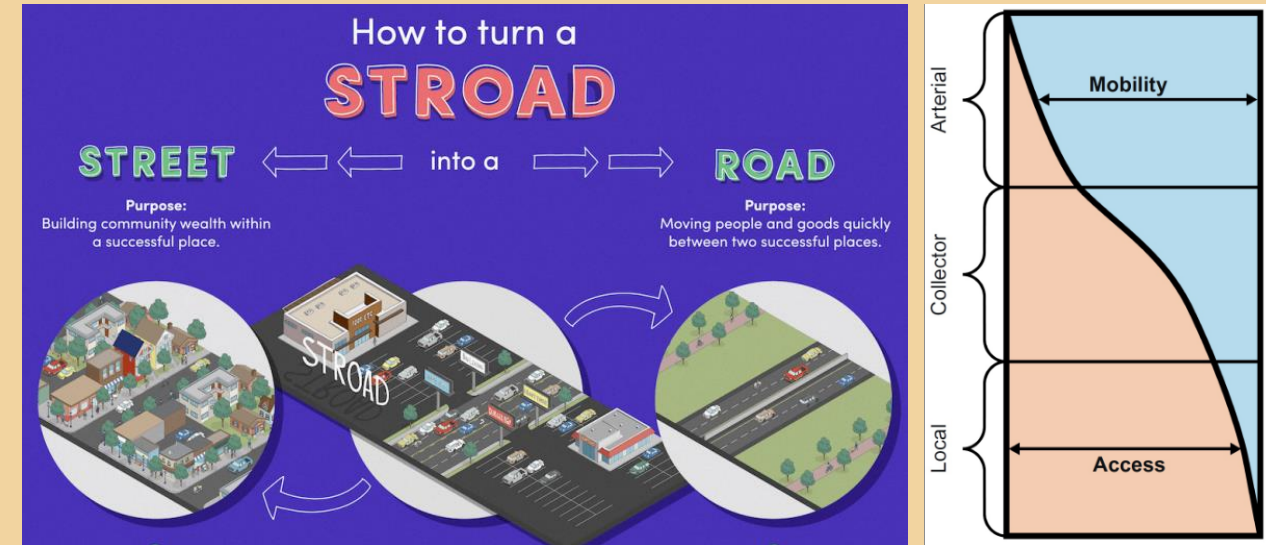 How to turn a
STROAD
STREET
into a
ROAD
Purpose:
Building community wealth within
a successful place.
Purpose:
Moving people and goods quickly
between two successful places.
STROAD
Arterial
Collector
Local
Mobility
Access